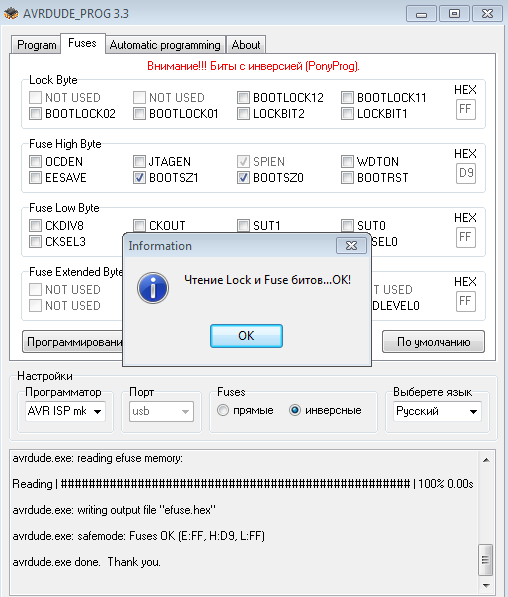 AVRDUDE_PROG 3.3
Program Fuses Automatic programming About
Внимание!!! Биты с инверсией (PonyProg).
Lock Byte
HEX
NOT USED NOT USED BOOTLOCK12 BOOTLOCK11
FF
BOOTLOCK02 BOOTLOCK01 LOCKBIT2 LOCKBIT1
Fuse High Byte
HEX
OCDEN JTAGEN SPIEN WDTON
D9
EESAVE BOOTSZ1 BOOTSZ0 BOOTRST
Fuse Low Byte
HEX
CKDIV8 CKOUT SUT1 SUT0
FF
CKSEL3 SEL0
Information
Чтение Lock и Fuse битов...OK!
OK
Fuse Extended Byte
HEX
NOT USED USED
FF
NOT USED DLEVEL0
Программировани По умолчанию
Настройки
Программатор Порт Fuses Выберете язык
AVR ISP mk usb прямые инверсные Русский
avrdude.exe: reading efuse memory:
Reading | ################################################## | 100% 0.00s
avrdude.exe: writing output file "efuse.hex"
avrdude.exe: safemode: Fuses OK (E:FF, H:D9, L:FF)
avrdude.exe done. Thank you.